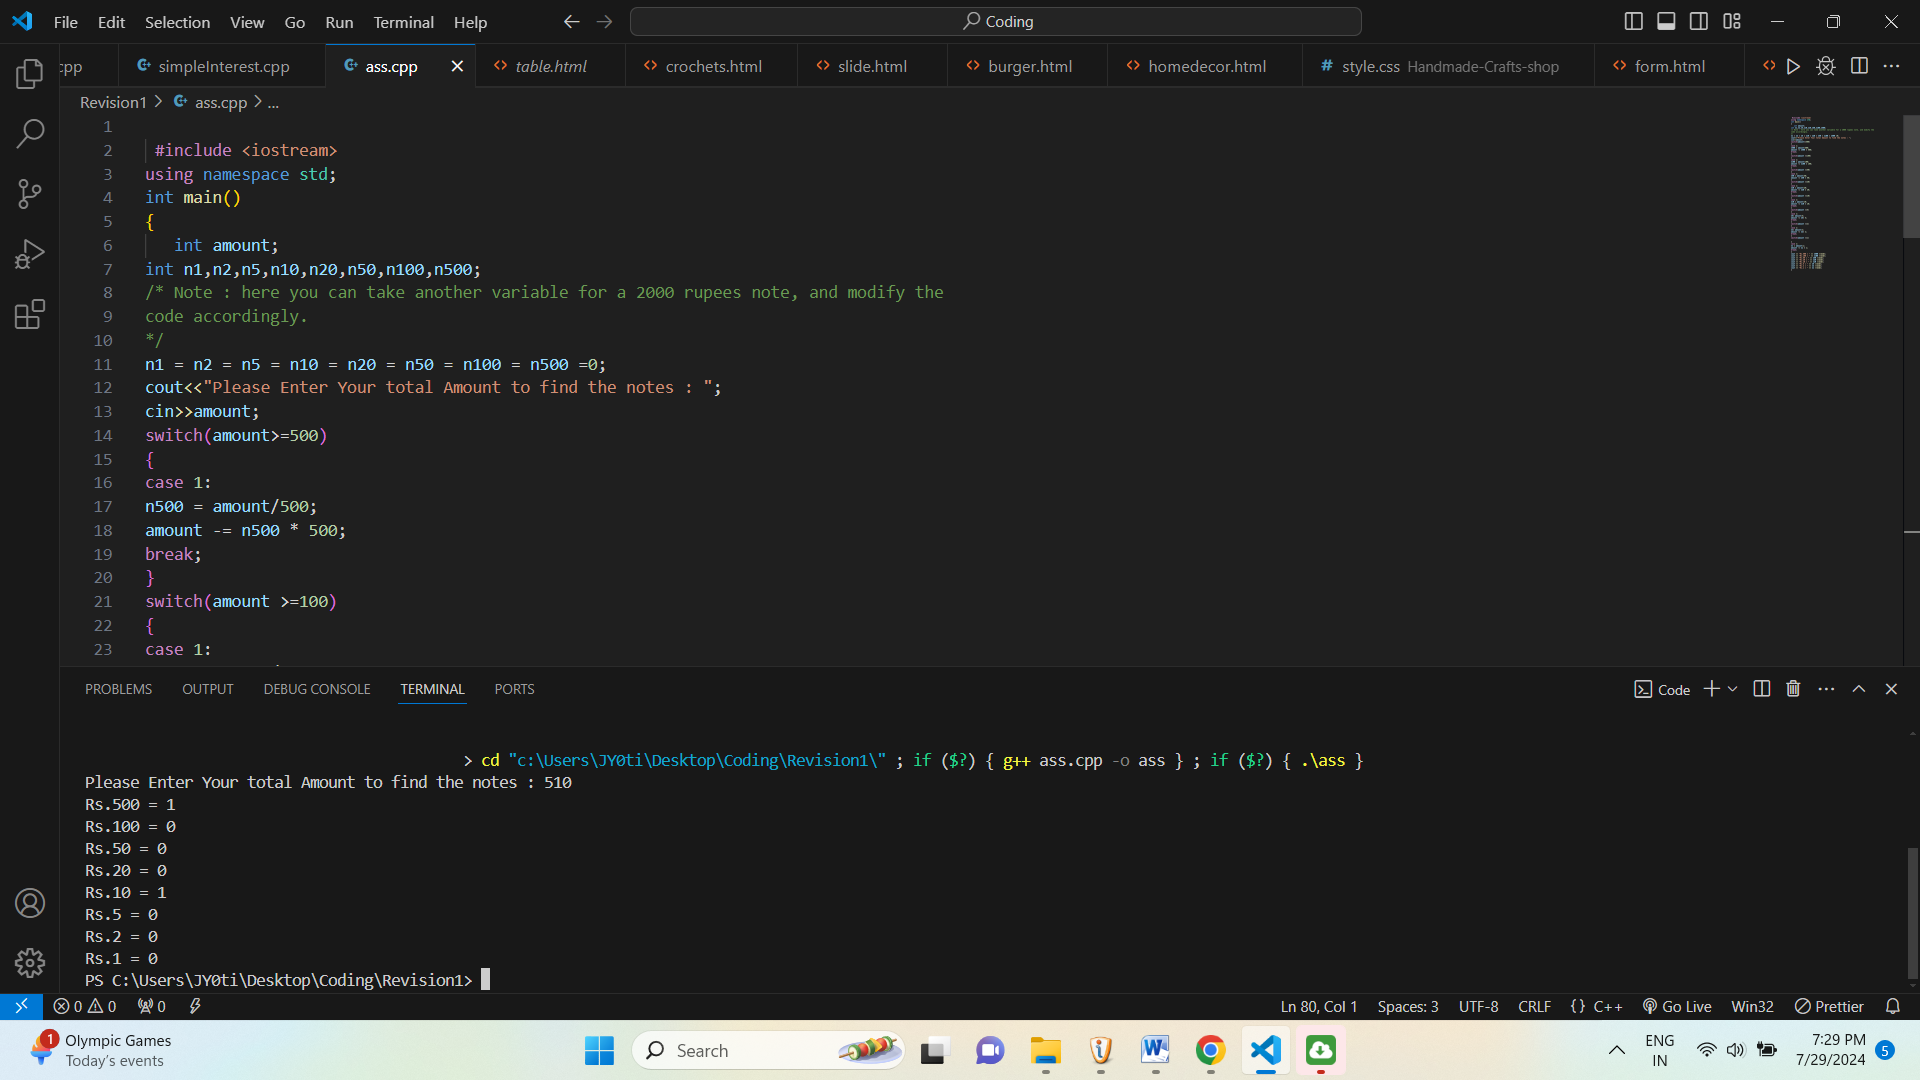 File Edit Selection View Go Run Terminal Help
Coding
cpp simpleInterest.cpp ass.cpp table.html crochets.html slide.html burger.html homedecor.html style.css Handmade-Crafts-shop form.html
Revision1 > ass.cpp > ...
1
2 #include <iostream>
3 using namespace std;
4 int main()
5 {
6 int amount;
7 int n1,n2,n5,n10,n20,n50,n100,n500;
8 /* Note : here you can take another variable for a 2000 rupees note, and modify the
9 code accordingly.
10 */
11 n1 = n2 = n5 = n10 = n20 = n50 = n100 = n500 =0;
12 cout<<"Please Enter Your total Amount to find the notes : ";
13 cin>>amount;
14 switch(amount>=500)
15 {
16 case 1:
17 n500 = amount/500;
18 amount -= n500 * 500;
19 break;
20 }
21 switch(amount >=100)
22 {
23 case 1:
PROBLEMS OUTPUT DEBUG CONSOLE TERMINAL PORTS
Code
> cd "c:\Users\JY0ti\Desktop\Coding\Revision1\" ; if ($?) { g++ ass.cpp -o ass } ; if ($?) { .\ass }
Please Enter Your total Amount to find the notes : 510
Rs.500 = 1
Rs.100 = 0
Rs.50 = 0
Rs.20 = 0
Rs.10 = 1
Rs.5 = 0
Rs.2 = 0
Rs.1 = 0
PS C:\Users\JY0ti\Desktop\Coding\Revision1>
0 0 0 Ln 80, Col 1 Spaces: 3 UTF-8 CRLF {} C++ Go Live Win32 Prettier
1 Olympic Games
Today's events
Search
ENG
IN
7:29 PM
7/29/2024
5